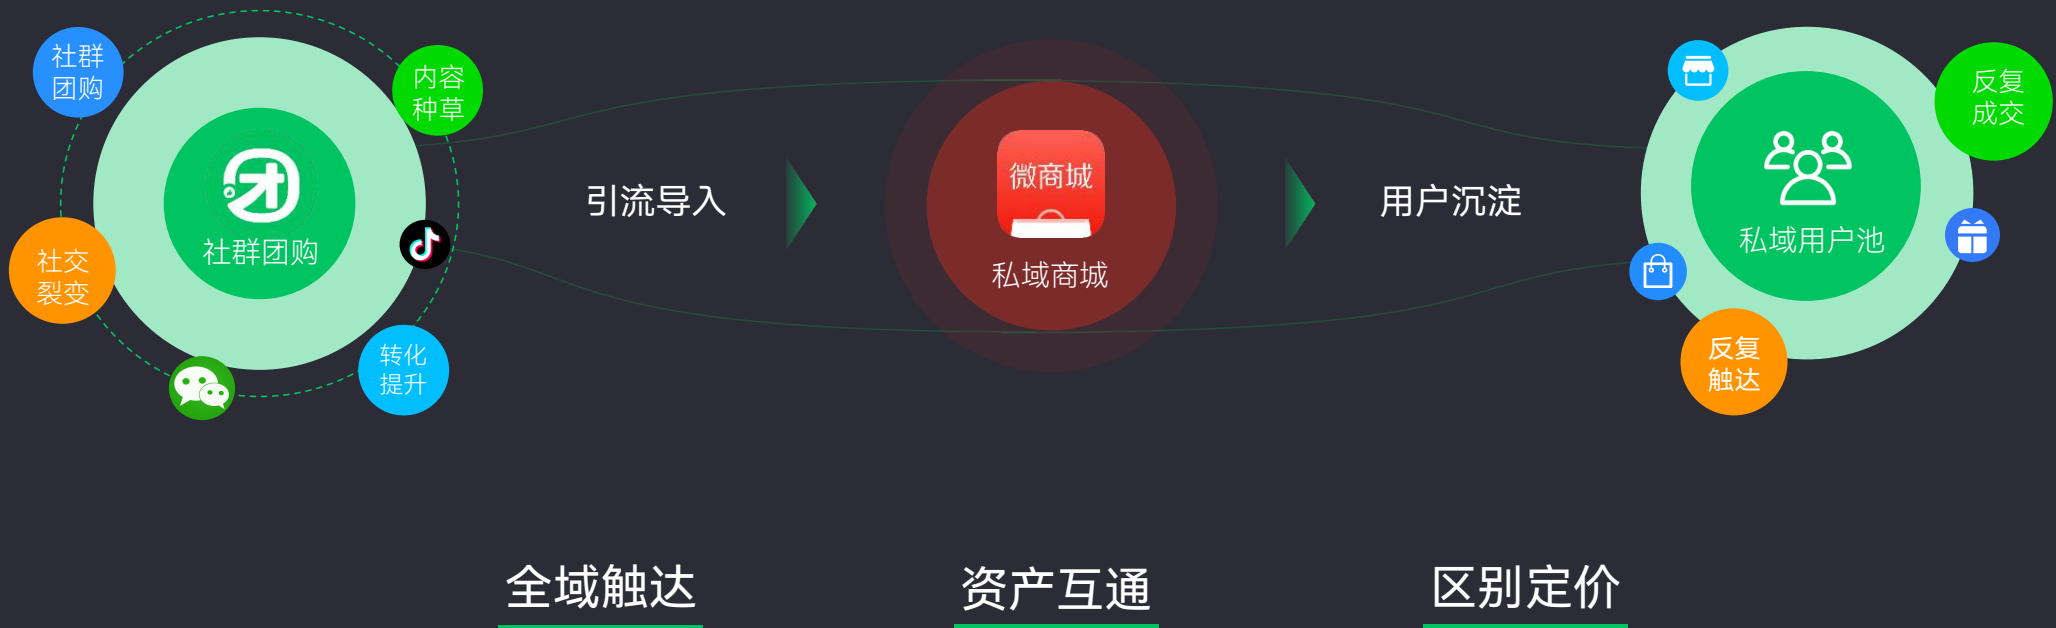 社群
团购
内容
种草
团
社群团购
社交
裂变
转化
提升
引流导入
微商城
私域商城
用户沉淀
反复
成交
私域用户池
反复
触达
全域触达
资产互通
区别定价